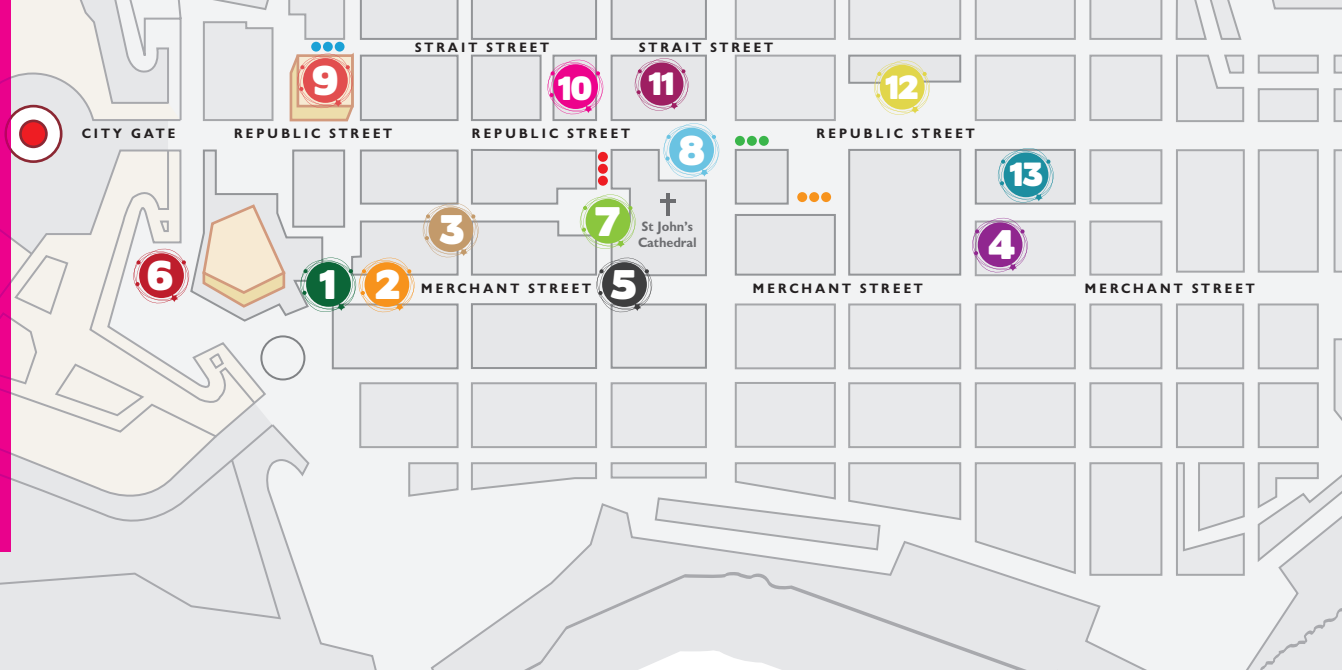 STRAIT STREET
STRAIT STREET
9
10
11
12
CITY GATE
REPUBLIC STREET
REPUBLIC STREET
REPUBLIC STREET
8
13
3
7
St John's
Cathedral
4
6
1
2
MERCHANT STREET
5
MERCHANT STREET
MERCHANT STREET